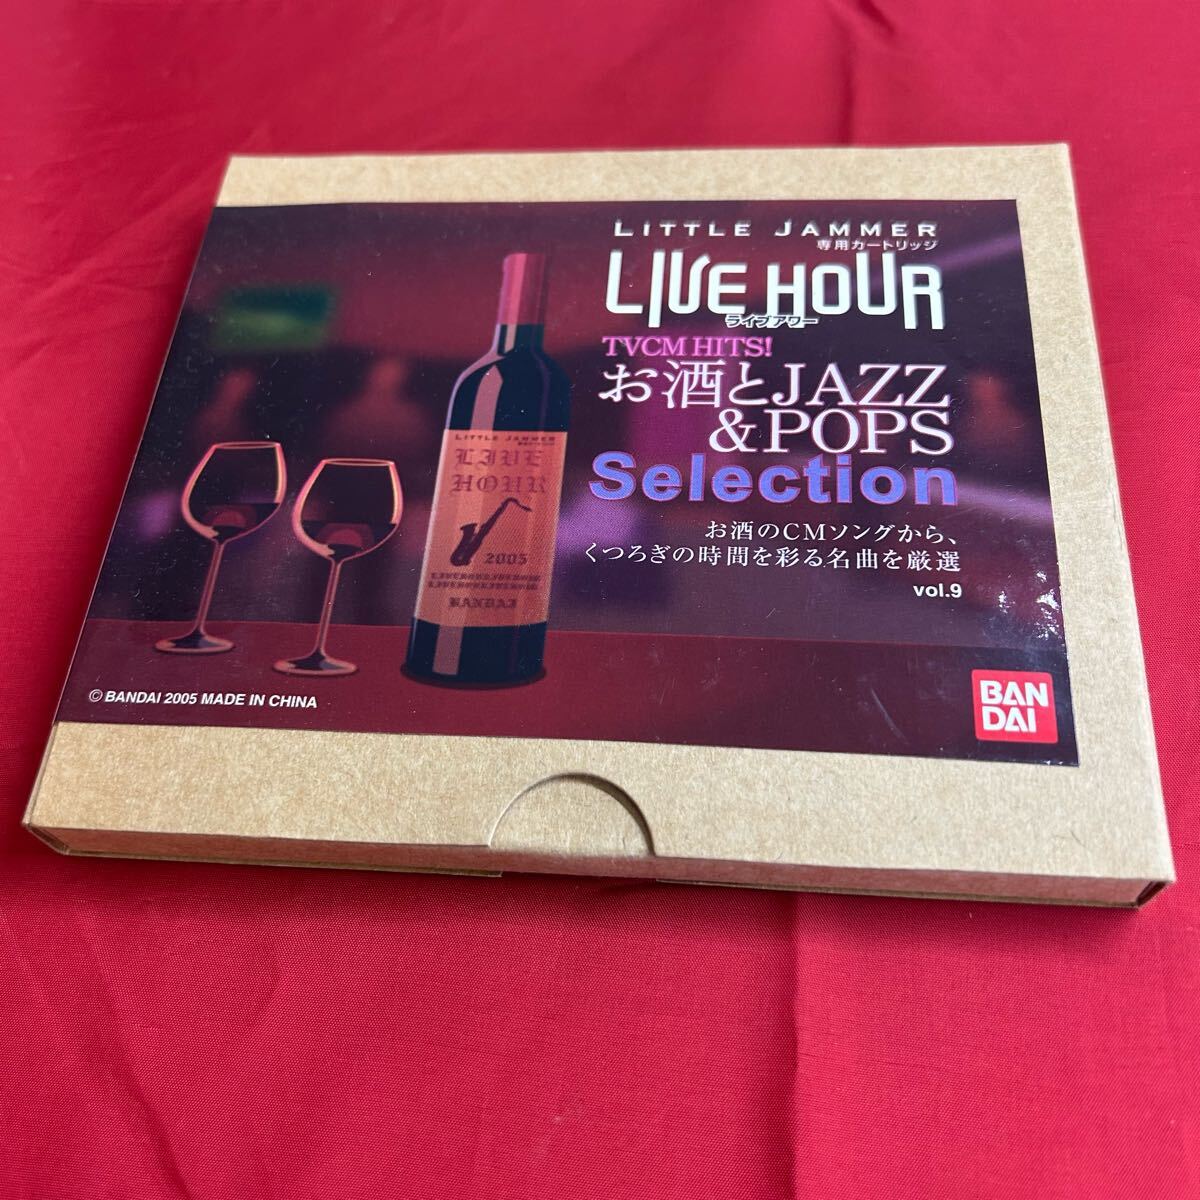 LITTLE JAMMER
専用カートリッジ
LIVE HOUR
ライブアワー
TVCM HITS!
お酒とJAZZ
&POPS
Selection
お酒のCMソングから、
くつろぎの時間を彩る名曲を厳選
vol.9
LITTLE JAMMER
LIVE
HOUR
2005
BANDAI
© BANDAI 2005 MADE IN CHINA
BAN
DAI